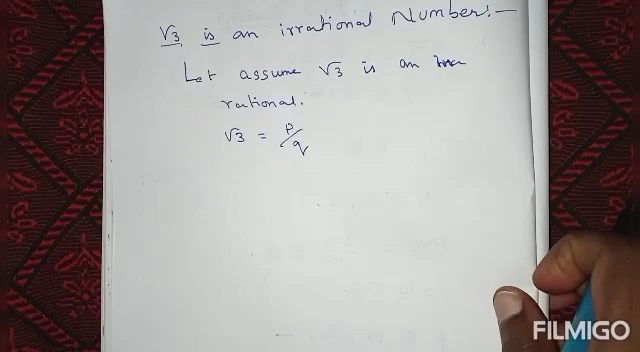 √3 is an irrational Number:-
Let assume √3 is an
rational.
√3 = P/q
FILMIGO